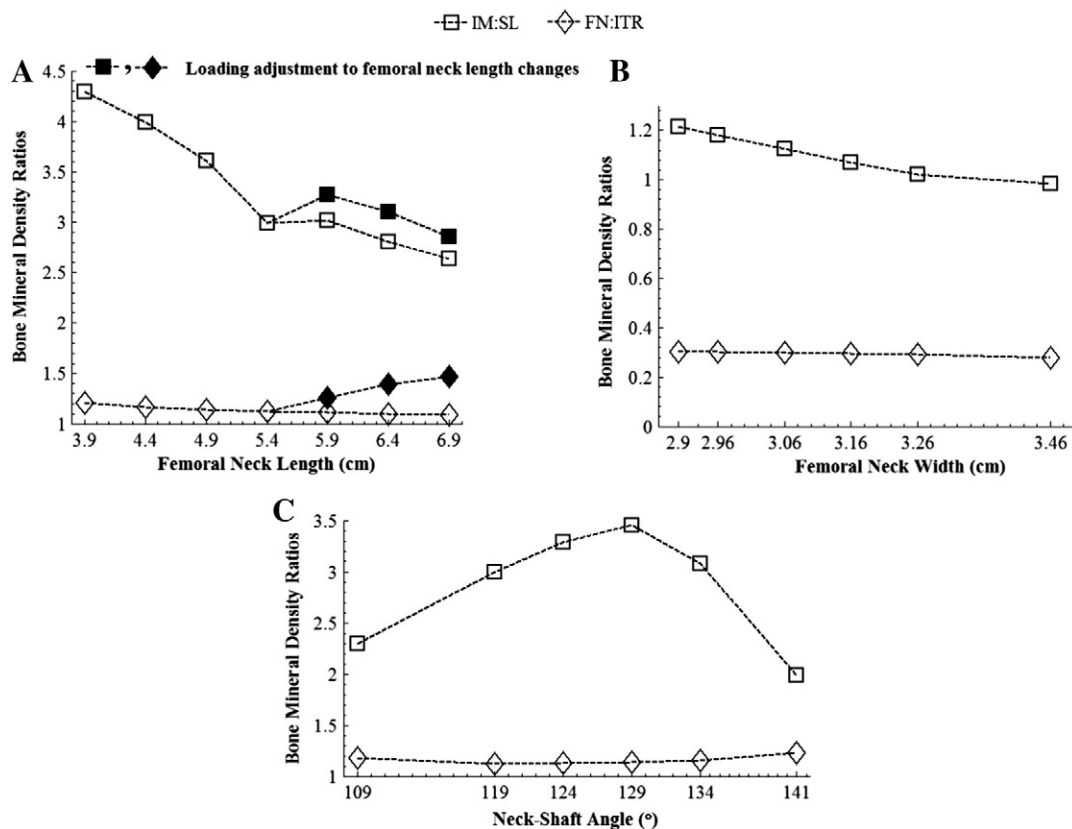 IM:SL FN:ITR
A
, Loading adjustment to femoral neck length changes
Bone Mineral Density Ratios
4.5
4
3.5
3
2.5
2
1.5
1
3.9 4.4 4.9 5.4 5.9 6.4 6.9
Femoral Neck Length (cm)
B
Bone Mineral Density Ratios
1.2
1
0.8
0.6
0.4
0.2
0
2.9 2.96 3.06 3.16 3.26 3.46
Femoral Neck Width (cm)
C
Bone Mineral Density Ratios
3.5
3
2.5
2
1.5
1
109 119 124 129 134 141
Neck-Shaft Angle (°)